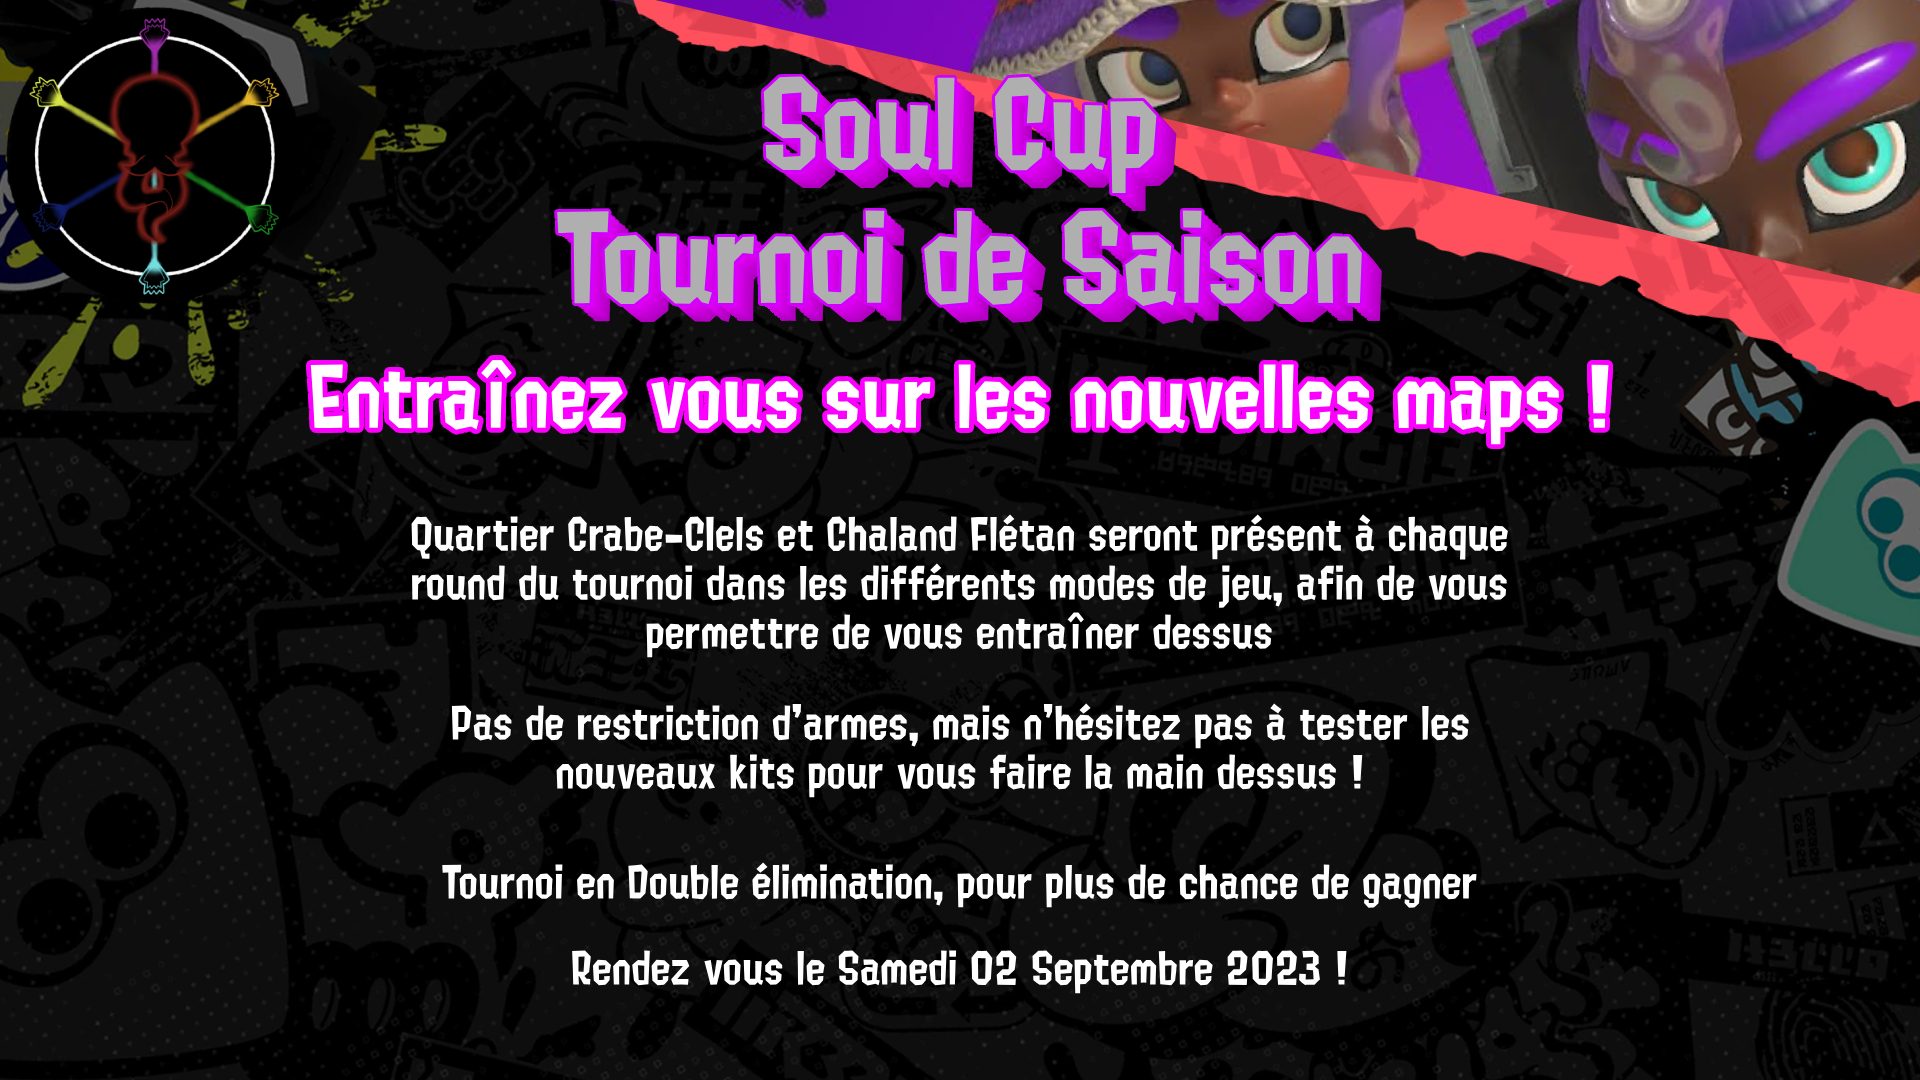 Soul Cup
Tournoi de Saison
Entraînez vous sur les nouvelles maps !
Quartier Crabe-Clels et Chaland Flétan seront présent à chaque
round du tournoi dans les différents modes de jeu, afin de vous
permettre de vous entraîner dessus
Pas de restriction d'armes, mais n'hésitez pas à tester les
nouveaux kits pour vous faire la main dessus !
Tournoi en Double élimination, pour plus de chance de gagner
Rendez vous le Samedi 02 Septembre 2023 !